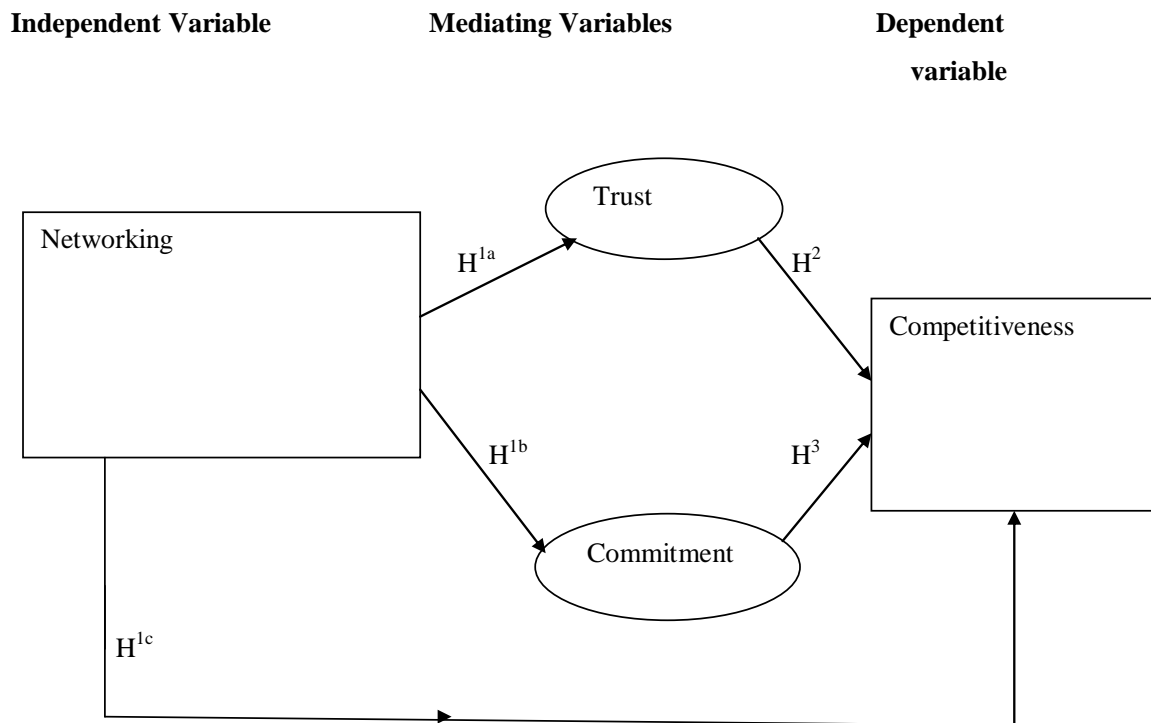 Independent Variable
Mediating Variables
Dependent
variable
Trust
Networking
H1a
H2
Competitiveness
H1b
H3
Commitment
H1c